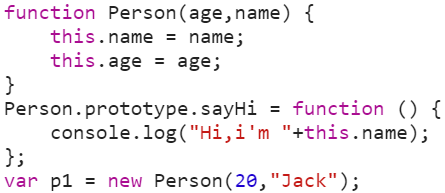 function Person(age,name) {
    this.name = name;
    this.age = age;
}
Person.prototype.sayHi = function () {
    console.log("Hi,i'm "+this.name);
};
var p1 = new Person(20,"Jack");